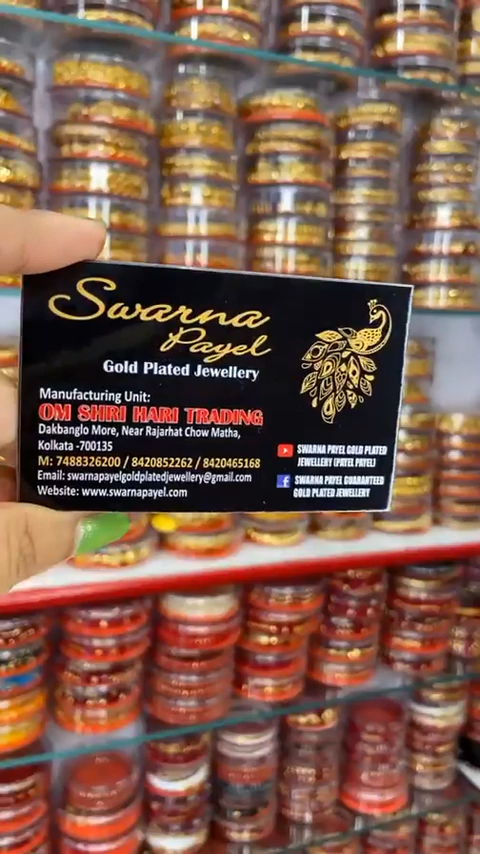 Swarna
Payel
Gold Plated Jewellery
Manufacturing Unit:
OM SHRI HARI TRADING
Dakbanglo More, Near Rajarhat Chow Matha,
Kolkata -700135
M: 7488326200 / 8420852262 / 8420465168
Email: swarnapayelgoldplatedjewellery@gmail.com
Website: www.swarnapayel.com
SWARNA PAYEL GOLD PLATED
JEWELLERY (PAYEL PAYEL)
SWARNA PAYEL GUARANTEED
GOLD PLATED JEWELLERY